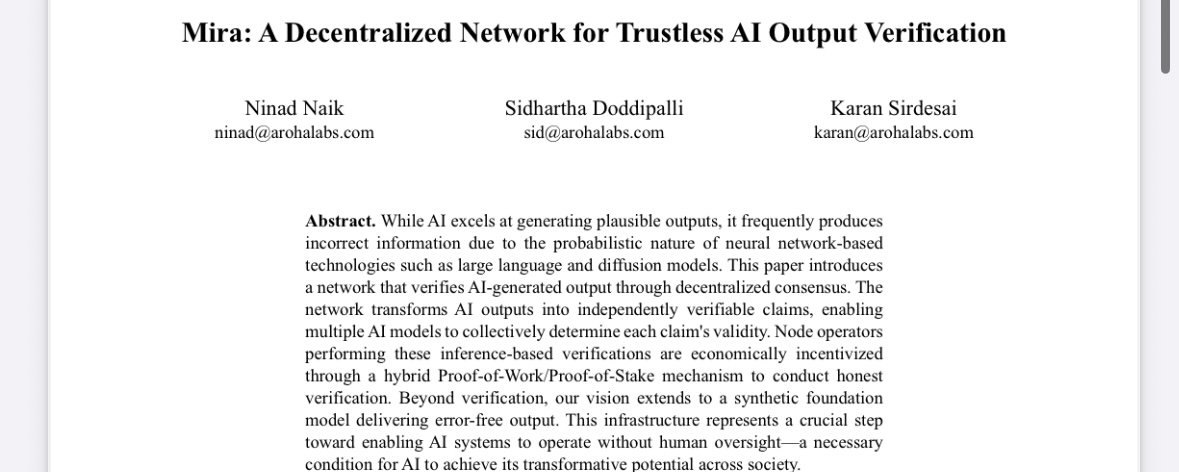 Mira: A Decentralized Network for Trustless AI Output Verification
Ninad Naik
Sidhartha Doddipalli
Karan Sirdesai
ninad@arohalabs.com
sid@arohalabs.com
karan@arohalabs.com
Abstract. While AI excels at generating plausible outputs, it frequently produces
incorrect information due to the probabilistic nature of neural network-based
technologies such as large language and diffusion models. This paper introduces
a network that verifies AI-generated output through decentralized consensus. The
network transforms AI outputs into independently verifiable claims, enabling
multiple AI models to collectively determine each claim's validity. Node operators
performing these inference-based verifications are economically incentivized
through a hybrid Proof-of-Work/Proof-of-Stake mechanism to conduct honest
verification. Beyond verification, our vision extends to a synthetic foundation
model delivering error-free output. This infrastructure represents a crucial step
toward enabling AI systems to operate without human oversight—a necessary
condition for AI to achieve its transformative potential across society.